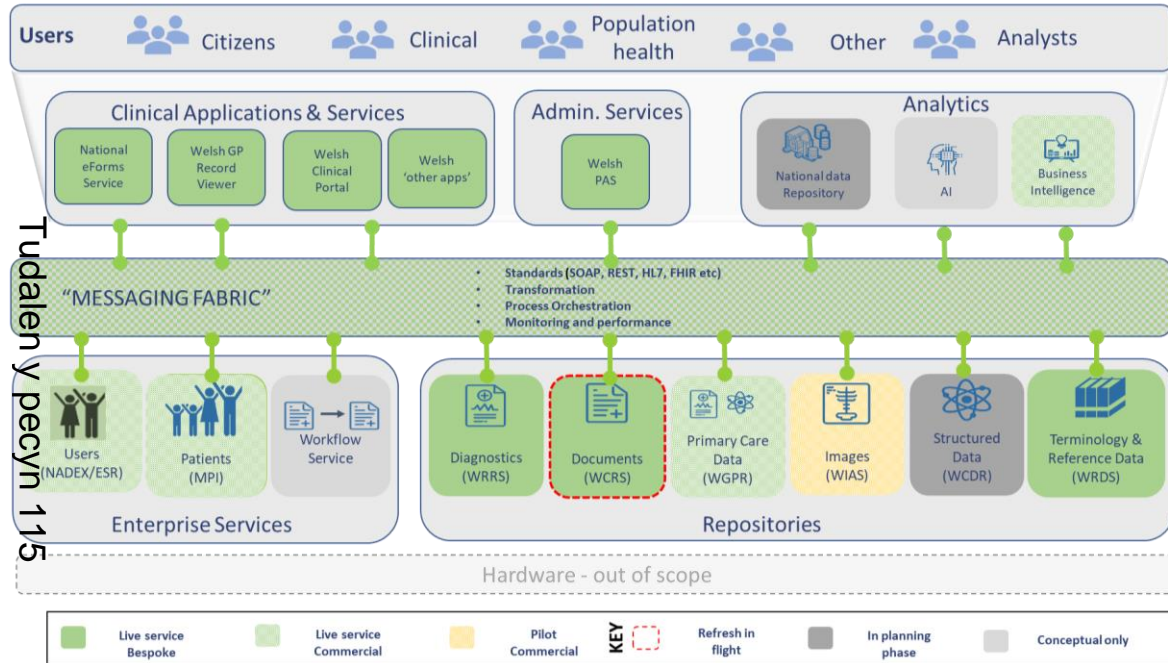 Users
Citizens
Clinical
Population
health
Other
Analysts
Clinical Applications & Services
National
eForms
Service
Welsh GP
Record
Viewer
Welsh
Clinical
Portal
Welsh
‘other apps’
Admin. Services
Welsh
PAS
Analytics
National data
Repository
AI
Business
Intelligence
Tudalen y pecyn 115
“MESSAGING FABRIC”
• Standards (SOAP, REST, HL7, FHIR etc)
• Transformation
• Process Orchestration
• Monitoring and performance
Users
(NADEX/ESR)
Patients
(MPI)
Workflow
Service
Enterprise Services
Diagnostics
(WRRS)
Documents
(WCRS)
Primary Care
Data
(WGPR)
Images
(WIAS)
Structured
Data
(WCDR)
Terminology &
Reference Data
(WRDS)
Repositories
Hardware - out of scope
Live service
Bespoke
Live service
Commercial
Pilot
Commercial
KEY
Refresh in
flight
In planning
phase
Conceptual only